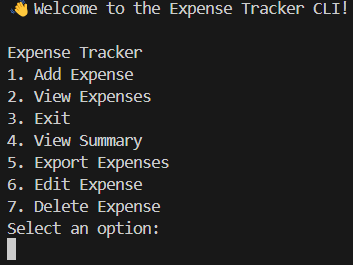 👋 Welcome to the Expense Tracker CLI!
Expense Tracker
1. Add Expense
2. View Expenses
3. Exit
4. View Summary
5. Export Expenses
6. Edit Expense
7. Delete Expense
Select an option: